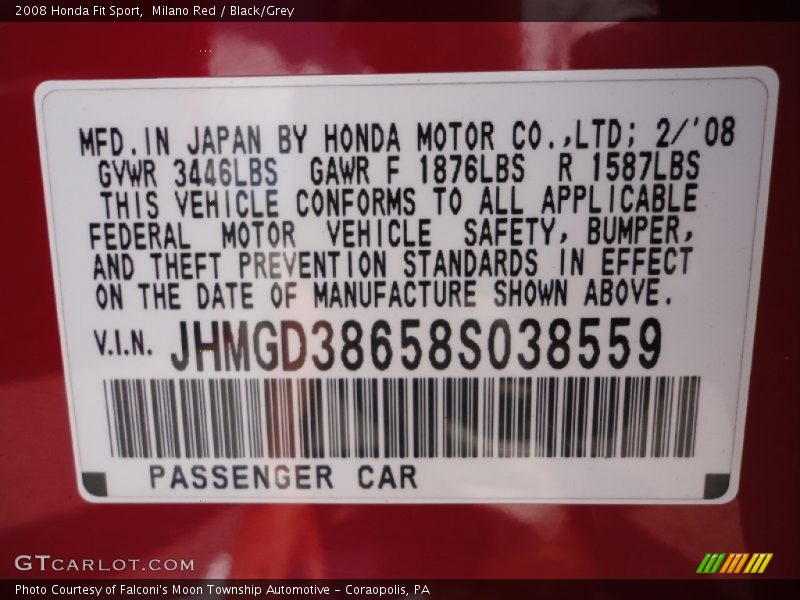 2008 Honda Fit Sport,  Milano Red / Black/Grey
MFD.IN JAPAN BY HONDA MOTOR CO.,LTD; 2/'08
GVWR 3446LBS GAWR F 1876LBS R 1587LBS
THIS VEHICLE CONFORMS TO ALL APPLICABLE
FEDERAL MOTOR VEHICLE SAFETY, BUMPER,
AND THEFT PREVENTION STANDARDS IN EFFECT
ON THE DATE OF MANUFACTURE SHOWN ABOVE.
V.I.N. JHMGD38658S038559
PASSENGER CAR
GTCARLOT.COM
Photo Courtesy of Falconi's Moon Township Automotive - Coraopolis, PA